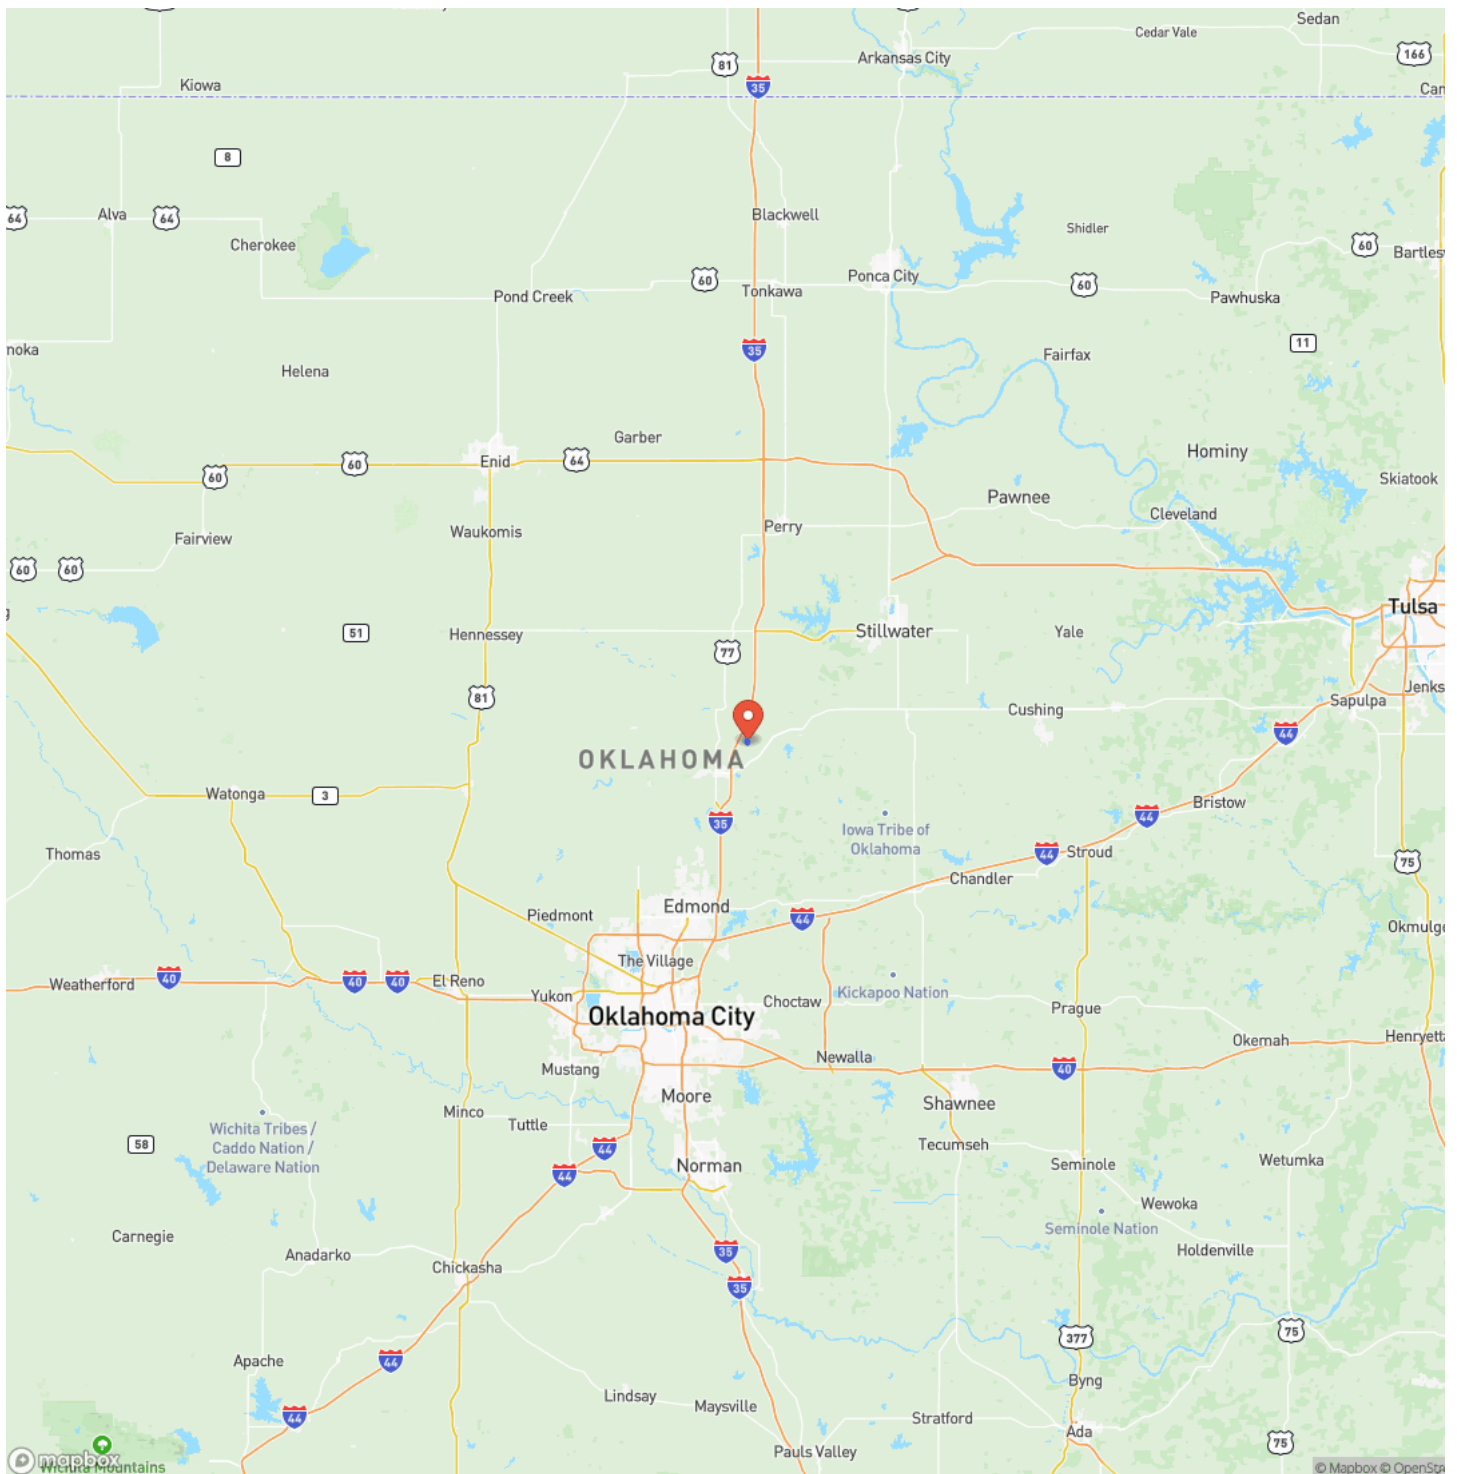 Sedan
Cedar Vale
81
Arkansas City
166
Kiowa
35
Can
8
64
Alva
64
Blackwell
Shidler
Cherokee
60
Bartlesv
60
Ponca City
60
Pond Creek
Tonkawa
Pawhuska
noka
35
11
Helena
Fairfax
Garber
Enid
64
60
60
Hominy
Skiatook
Pawnee
Cleveland
Waukomis
Perry
Fairview
60
60
Tulsa
51
Hennessey
Stillwater
Yale
77
81
Jenks
Sapulpa
Cushing
44
OKLAHOMA
Watonga
3
Bristow
44
35
Iowa Tribe of
Oklahoma
Thomas
44
Stroud
75
Chandler
Edmond
Piedmont
44
Okmulge
The Village
Weatherford
40
40
40
El Reno
Yukon
Kickapoo Nation
Choctaw
Prague
Oklahoma City
Okemah
Henryett
Newalla
Mustang
40
Moore
Shawnee
Minco
Tuttle
Wichita Tribes /
Caddo Nation /
Delaware Nation
58
44
Tecumseh
44
Norman
Seminole
Wetumka
Wewoka
Seminole Nation
Carnegie
35
Holdenville
Anadarko
Chickasha
35
377
75
44
Apache
Byng
Lindsay
Maysville
44
Stratford
Ada
75
Pauls Valley
mapbox
Wichita Mountains
© Mapbox © OpenStr